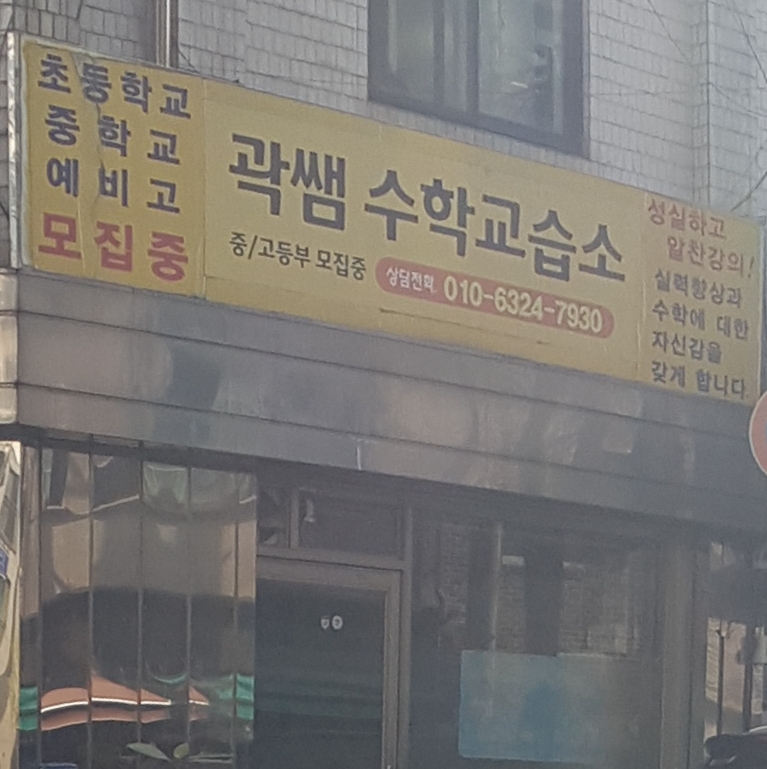 초등학교
중학교
예비고
모집중
곽쌤 수학교습소
중/고등부 모집중
상담전화 010-6324-7930
성실하고
알찬강의!
실력향상과
수학에 대한
자신감을
갖게 합니다